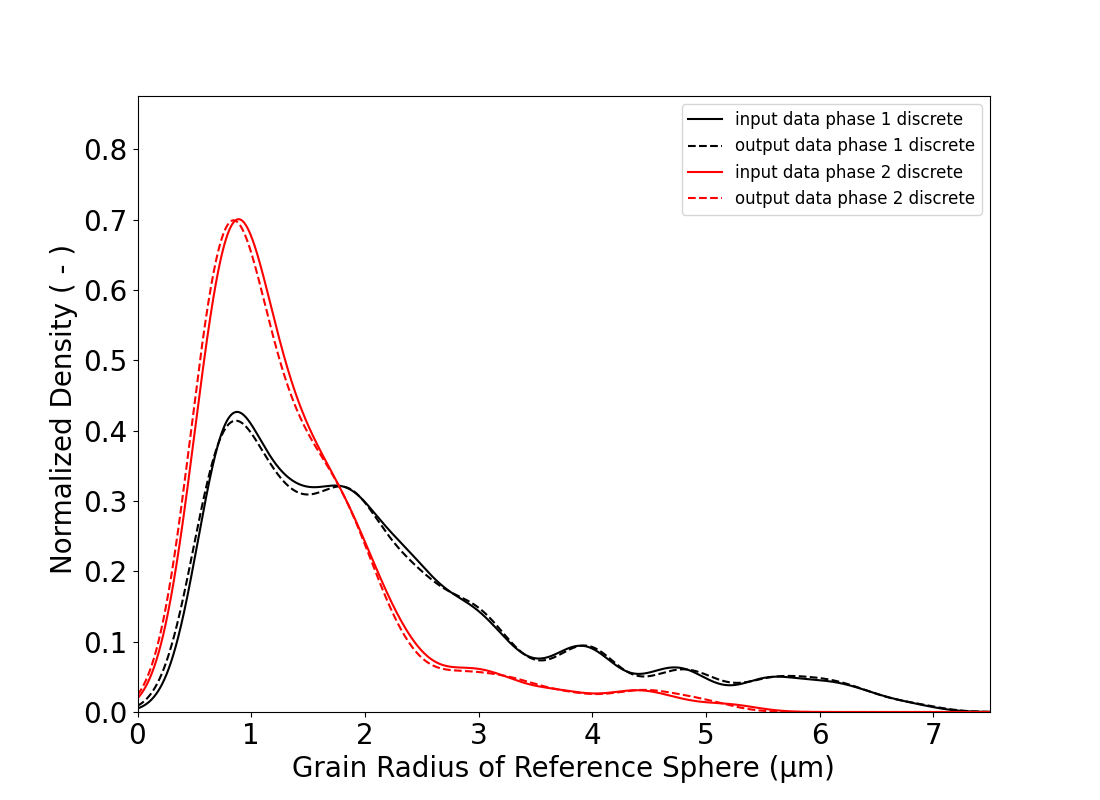 input data phase 1 discrete
output data phase 1 discrete
input data phase 2 discrete
output data phase 2 discrete
Normalized Density ( - )
0.8
0.7
0.6
0.5
0.4
0.3
0.2
0.1
0.0
0 1 2 3 4 5 6 7
Grain Radius of Reference Sphere (μm)